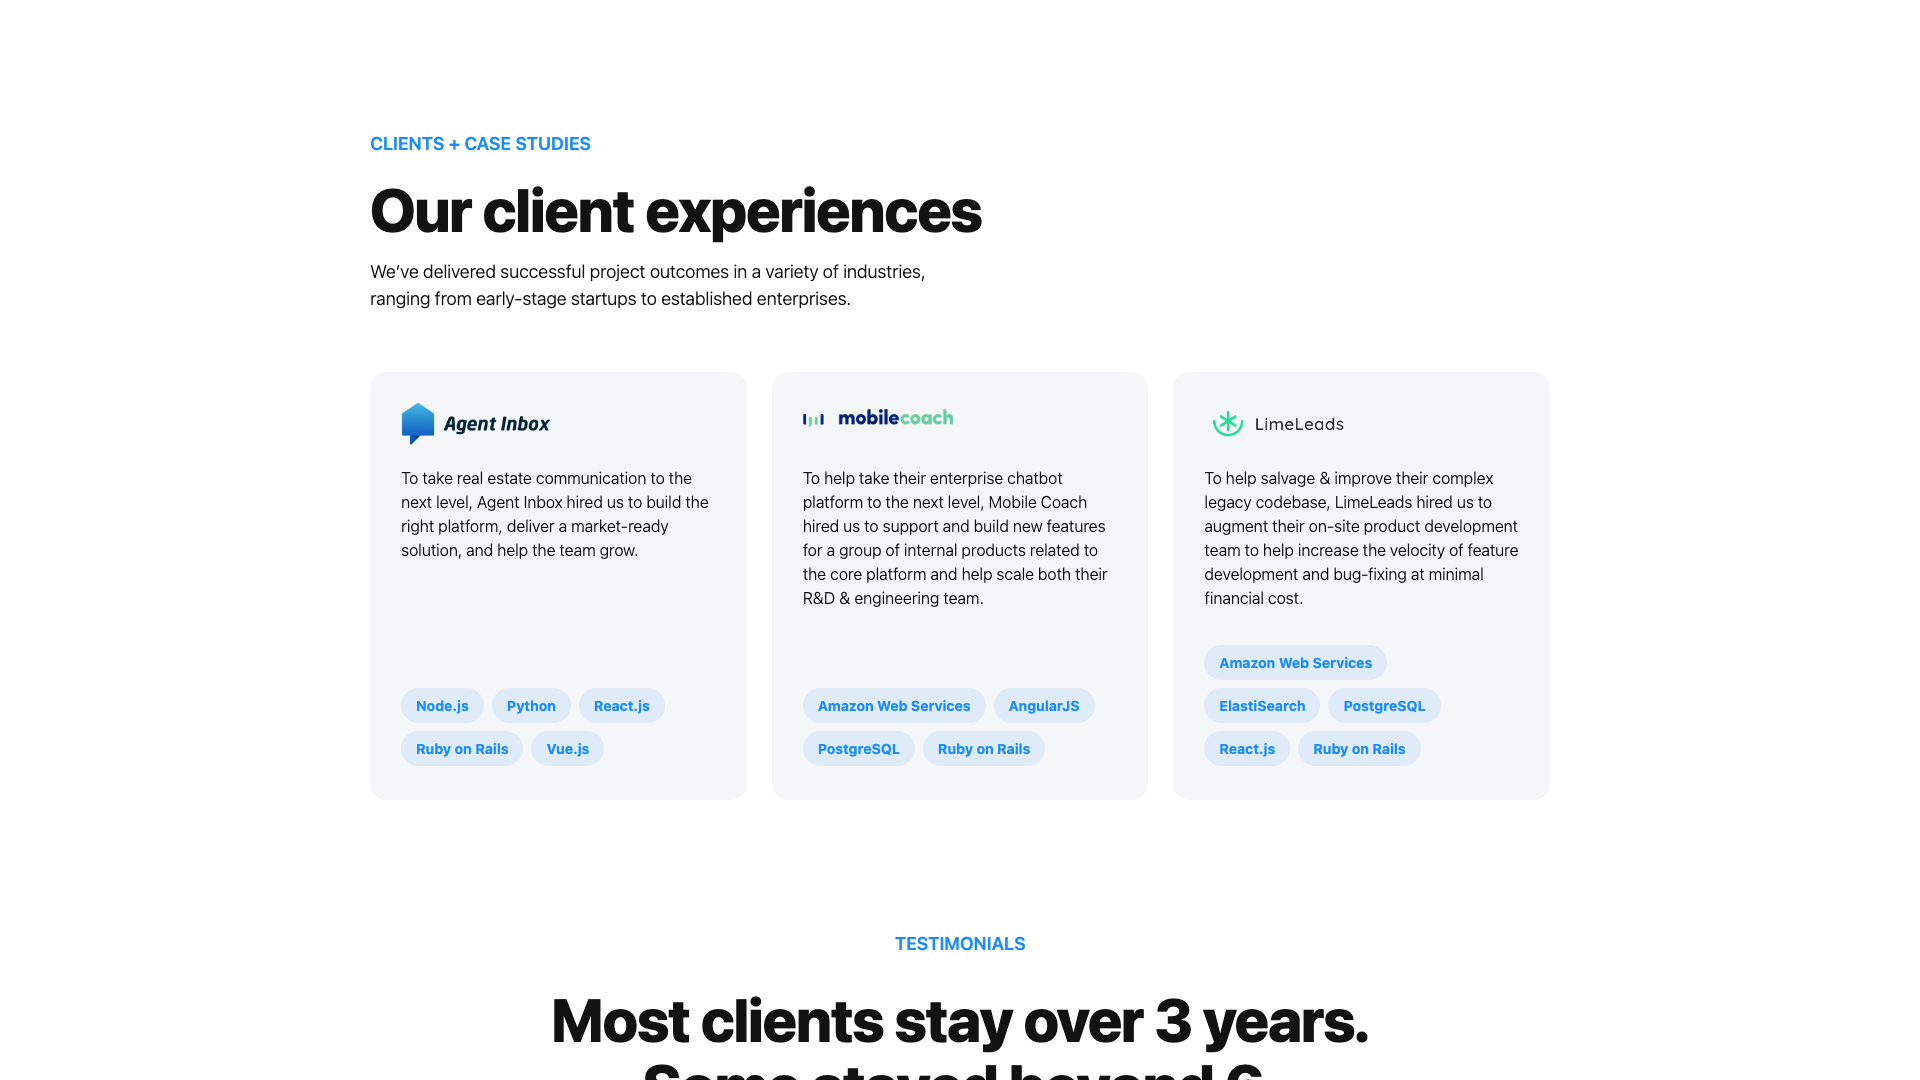 CLIENTS + CASE STUDIES
Our client experiences
We’ve delivered successful project outcomes in a variety of industries,
ranging from early-stage startups to established enterprises.
Agent Inbox
To take real estate communication to the
next level, Agent Inbox hired us to build the
right platform, deliver a market-ready
solution, and help the team grow.
Node.js
Python
React.js
Ruby on Rails
Vue.js
mobilecoach
To help take their enterprise chatbot
platform to the next level, Mobile Coach
hired us to support and build new features
for a group of internal products related to
the core platform and help scale both their
R&D & engineering team.
Amazon Web Services
AngularJS
PostgreSQL
Ruby on Rails
LimeLeads
To help salvage & improve their complex
legacy codebase, LimeLeads hired us to
augment their on-site product development
team to help increase the velocity of feature
development and bug-fixing at minimal
financial cost.
Amazon Web Services
ElastiSearch
PostgreSQL
React.js
Ruby on Rails
TESTIMONIALS
Most clients stay over 3 years.
Some stayed beyond 6.